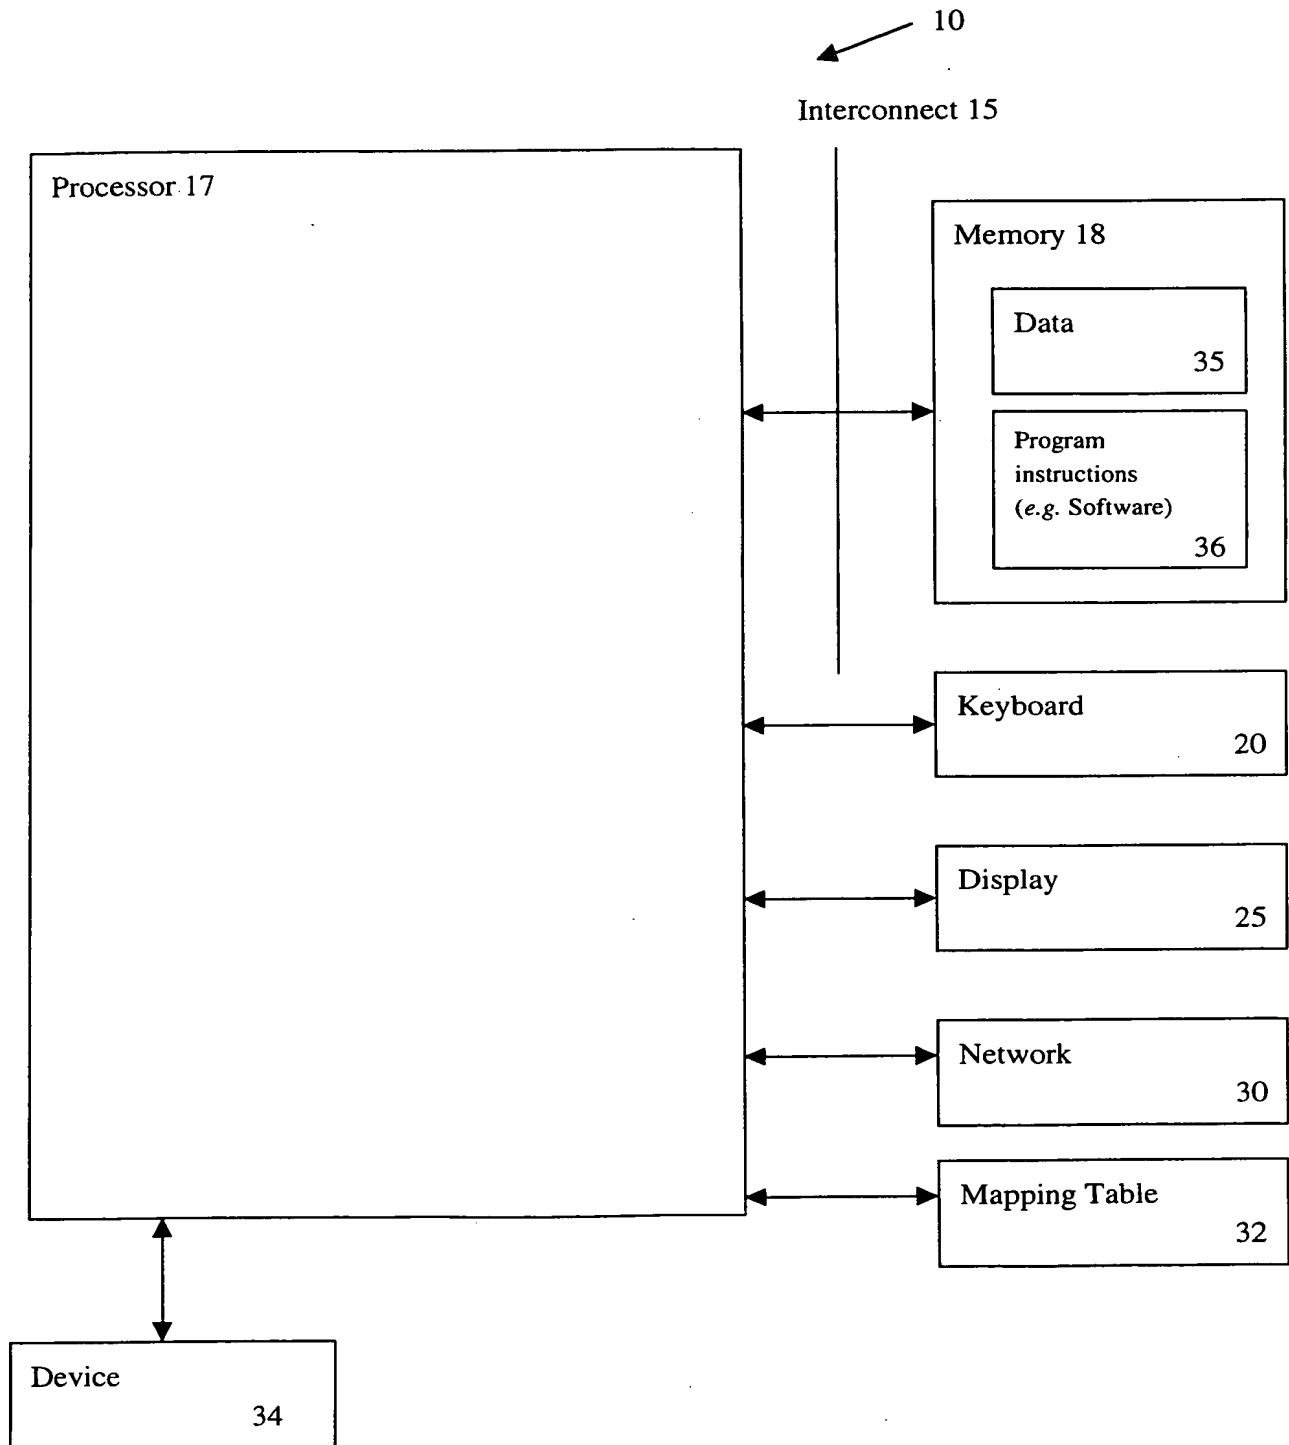 10
Interconnect 15
Processor 17
Memory 18
Data
35
Program
instructions
(e.g. Software)
36
Keyboard
20
Display
25
Network
30
Mapping Table
32
Device
34